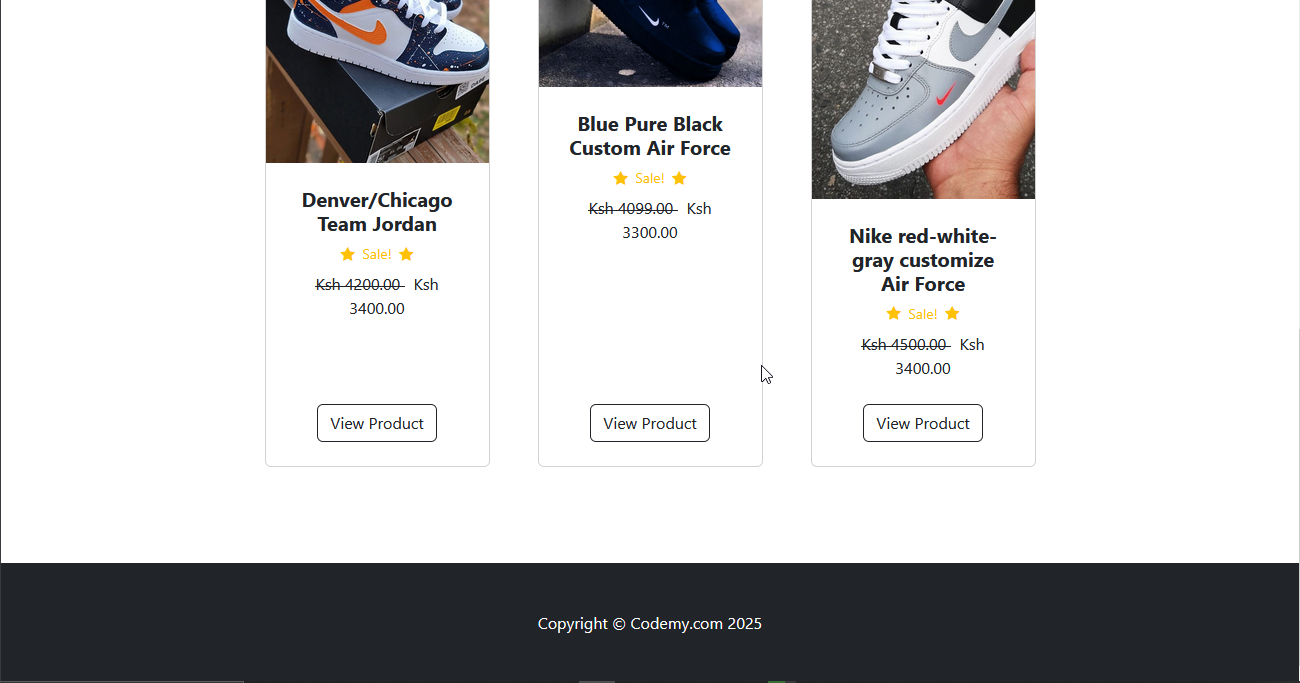 Denver/Chicago
Team Jordan
Sale!
Ksh 4200.00 Ksh
3400.00
View Product
Blue Pure Black
Custom Air Force
Sale!
Ksh 4099.00 Ksh
3300.00
View Product
Nike red-white-
gray customize
Air Force
Sale!
Ksh 4500.00 Ksh
3400.00
View Product
Copyright © Codemy.com 2025